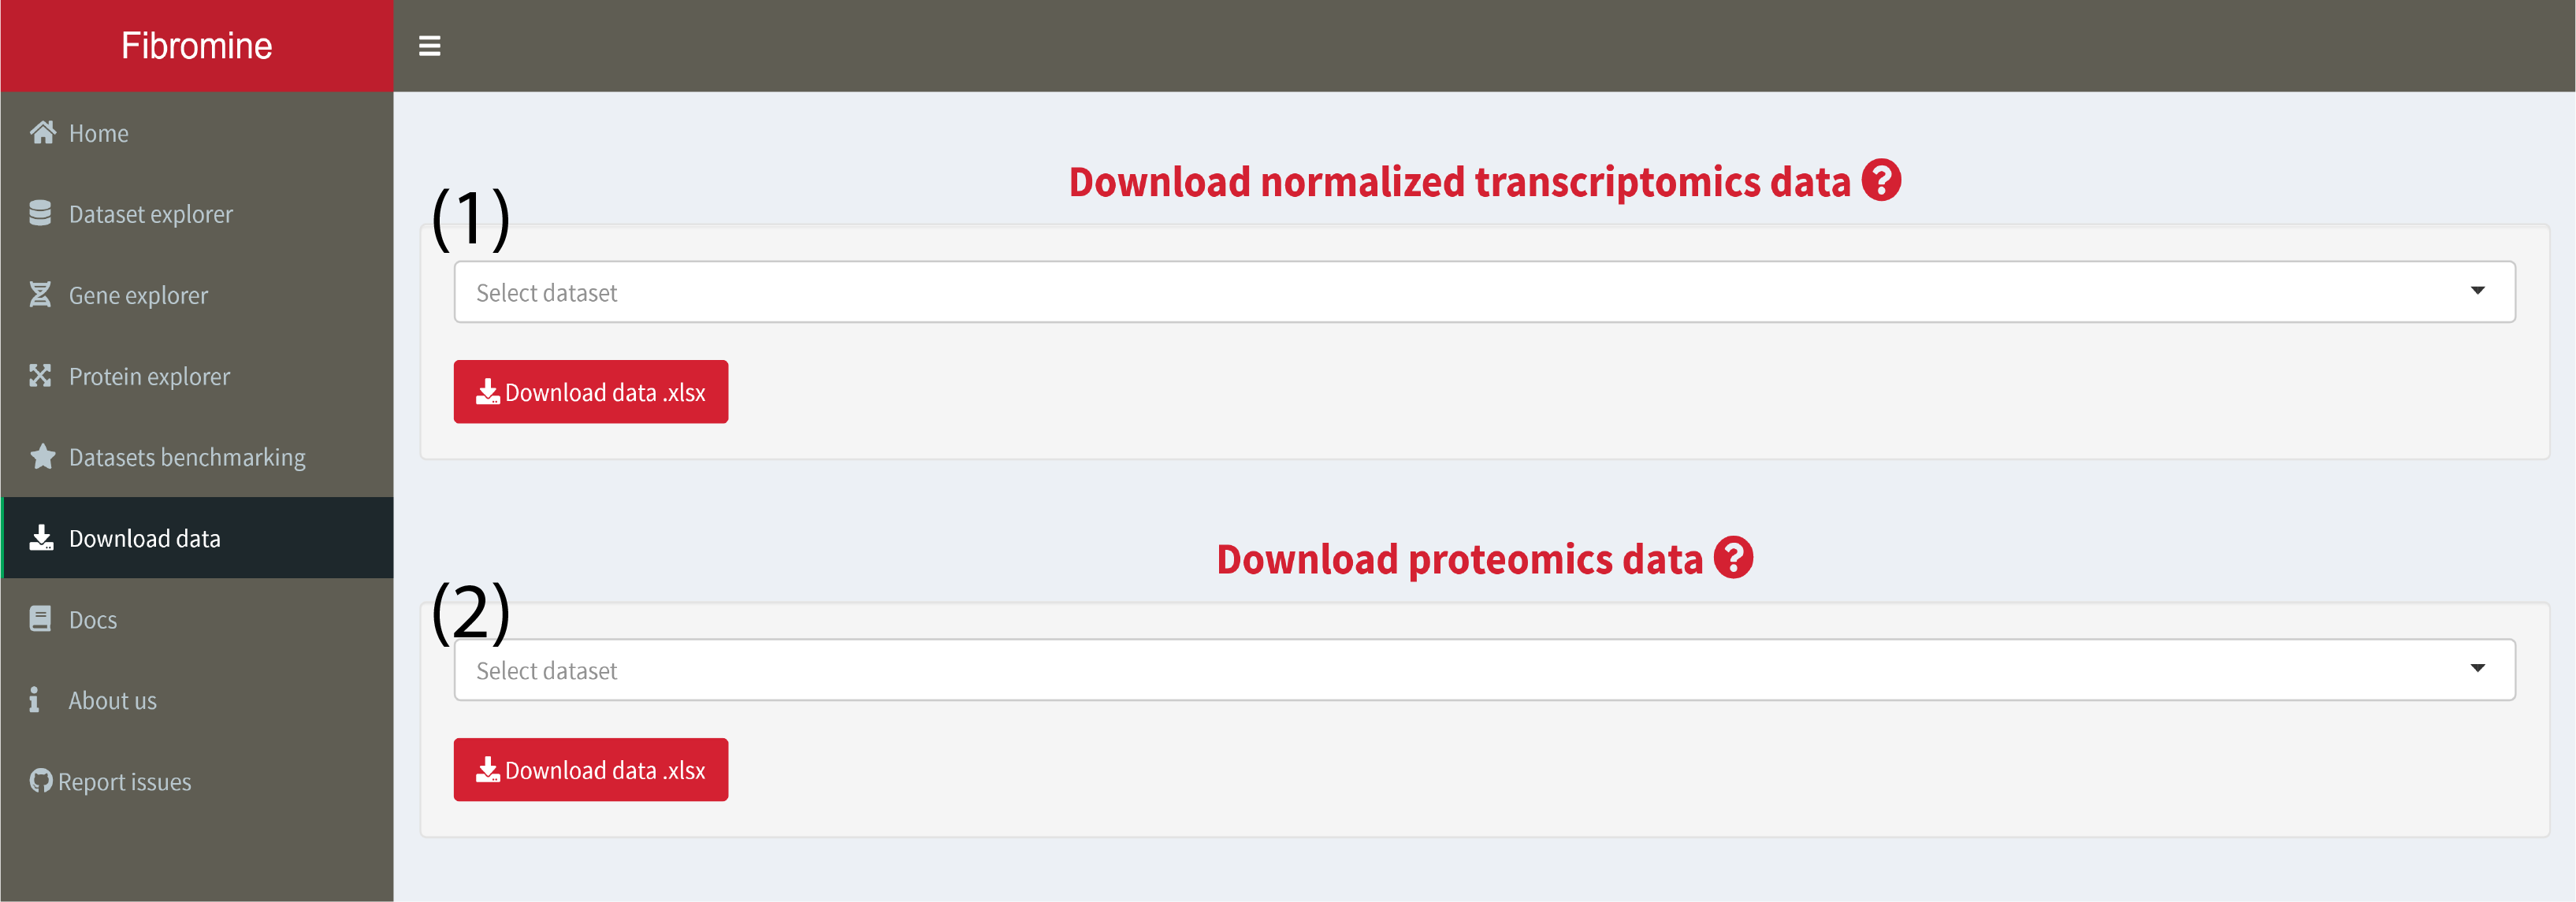 Fibromine
Home
Dataset explorer
Gene explorer
Protein explorer
Datasets benchmarking
Download data
Docs
About us
Report issues
Download normalized transcriptomics data
(1)
Select dataset
Download data .xlsx
Download proteomics data
(2)
Select dataset
Download data .xlsx